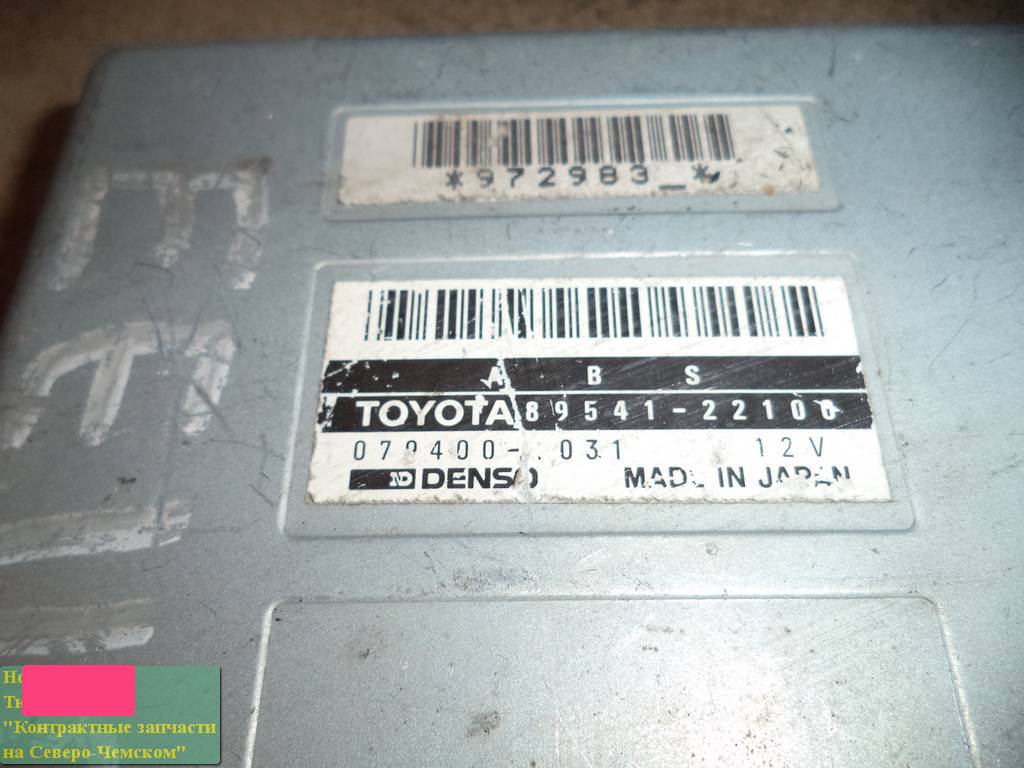 *972983_*
A B S
TOYOTA 89541-22100
12V
DENSO
MADE IN JAPAN
"Контрактные запчасти
на Северо-Чемском"